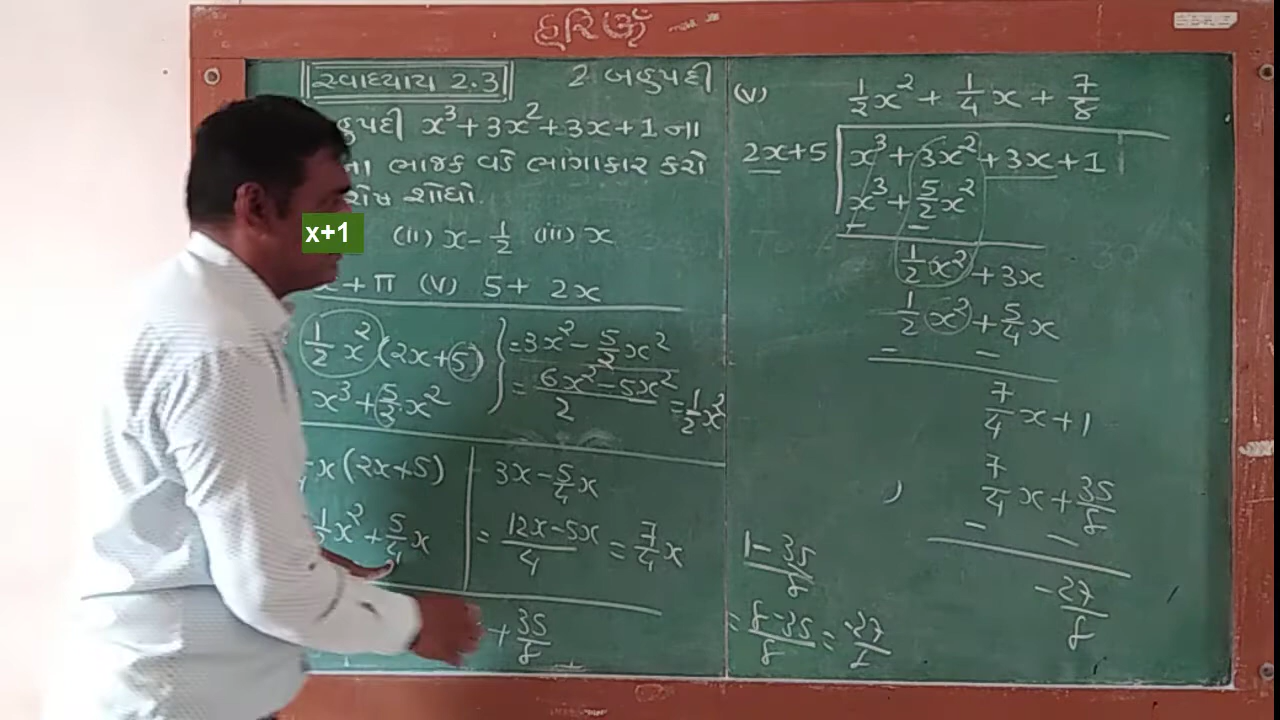 હરિ ૐ
સ્વાધ્યાય 2.3
2 બહુપદી
હુપદી x³ + 3x² + 3x + 1 ના
ના ભાજક વડે ભાગાકાર કરો
શેષ શોધો.
x+1 (ii) x - 1/2 (iii) x
x + π (v) 5 + 2x
1/2 x² (2x + 5)
x³ + 5/2 x²
= 3x² - 5/2 x²
= (6x² - 5x²)/2 = 1/2 x²
x (2x + 5)
x² + 5/4 x
3x - 5/4 x
= (12x - 5x)/4 = 7/4 x
+ 35/8
(v)
1/2 x² + 1/4 x + 7/8
2x + 5
x³ + 3x² + 3x + 1
x³ + 5/2 x²
- -
1/2 x² + 3x
1/2 x² + 5/4 x
- -
7/4 x + 1
7/4 x + 35/8
- -
-27/8
1 - 35/8
= (8 - 35)/8 = -27/8